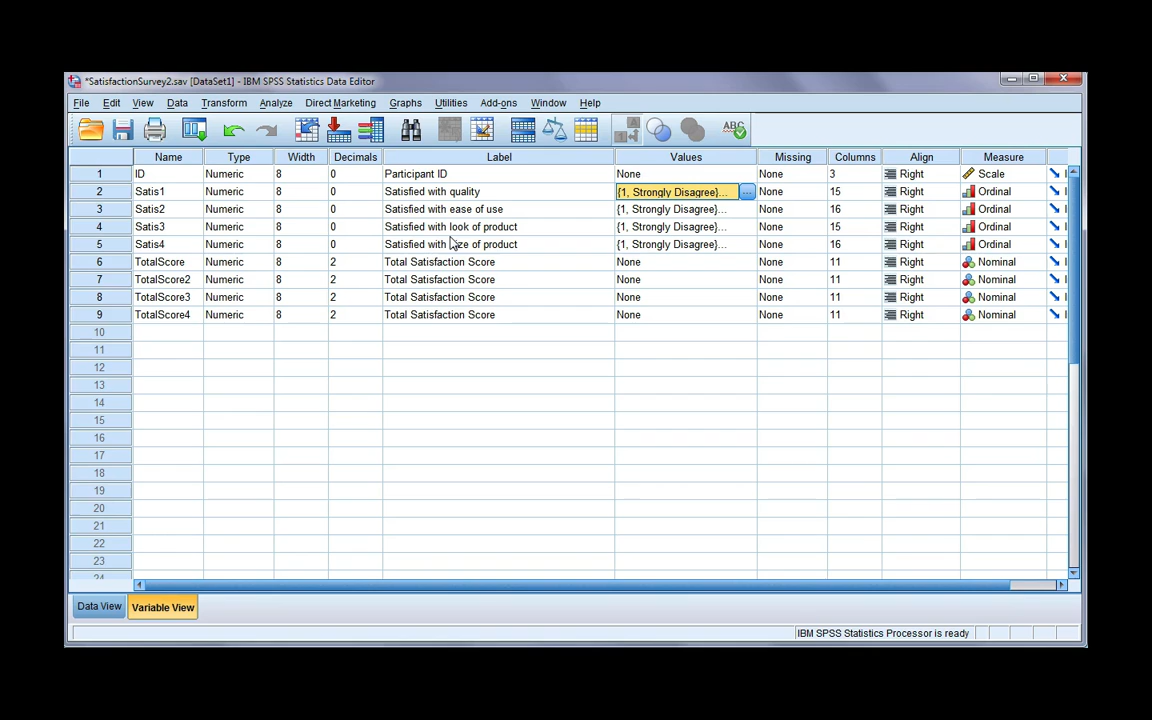 *SatisfactionSurvey2.sav [DataSet1] - IBM SPSS Statistics Data Editor
File Edit View Data Transform Analyze Direct Marketing Graphs Utilities Add-ons Window Help
A
14
A
ABC
Name Type Width Decimals Label Values Missing Columns Align Measure
1 ID Numeric 8 0 Participant ID None None 3 Right Scale
2 Satis1 Numeric 8 0 Satisfied with quality {1, Strongly Disagree}... ... None 15 Right Ordinal
3 Satis2 Numeric 8 0 Satisfied with ease of use {1, Strongly Disagree}... None 16 Right Ordinal
4 Satis3 Numeric 8 0 Satisfied with look of product {1, Strongly Disagree}... None 15 Right Ordinal
5 Satis4 Numeric 8 0 Satisfied with of product {1, Strongly Disagree}... None 16 Right Ordinal
6 TotalScore Numeric 8 2 Total Satisfaction Score None None 11 Right Nominal
7 TotalScore2 Numeric 8 2 Total Satisfaction Score None None 11 Right Nominal
8 TotalScore3 Numeric 8 2 Total Satisfaction Score None None 11 Right Nominal
9 TotalScore4 Numeric 8 2 Total Satisfaction Score None None 11 Right Nominal
10
11
12
13
14
15
16
17
18
19
20
21
22
23
24
Data View Variable View
IBM SPSS Statistics Processor is ready